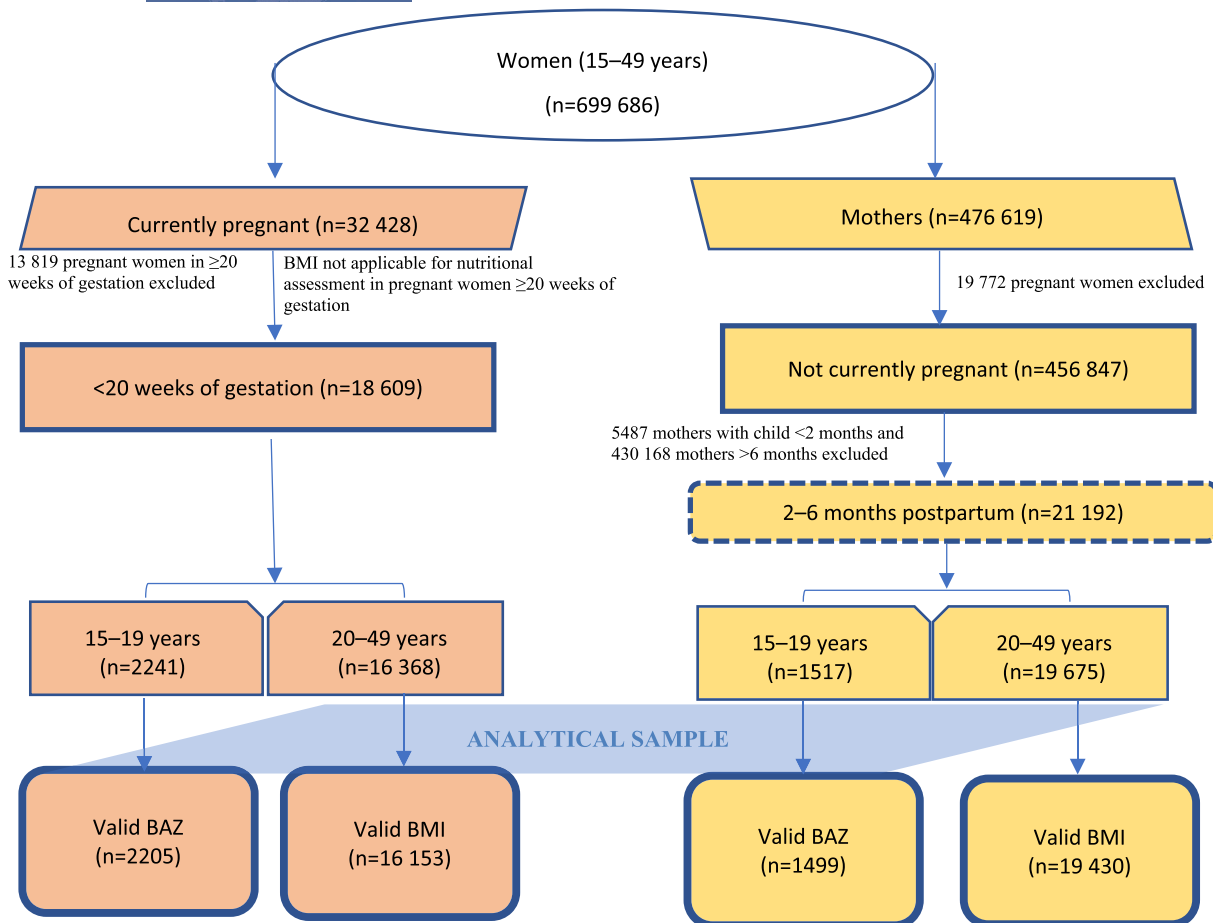 Women (15–49 years)
(n=699 686)
Currently pregnant (n=32 428)
Mothers (n=476 619)
13 819 pregnant women in ≥20
weeks of gestation excluded
BMI not applicable for nutritional
assessment in pregnant women ≥20 weeks of
gestation
19 772 pregnant women excluded
<20 weeks of gestation (n=18 609)
Not currently pregnant (n=456 847)
5487 mothers with child <2 months and
430 168 mothers >6 months excluded
2–6 months postpartum (n=21 192)
15–19 years
(n=2241)
20–49 years
(n=16 368)
15–19 years
(n=1517)
20–49 years
(n=19 675)
ANALYTICAL SAMPLE
Valid BAZ
(n=2205)
Valid BMI
(n=16 153)
Valid BAZ
(n=1499)
Valid BMI
(n=19 430)